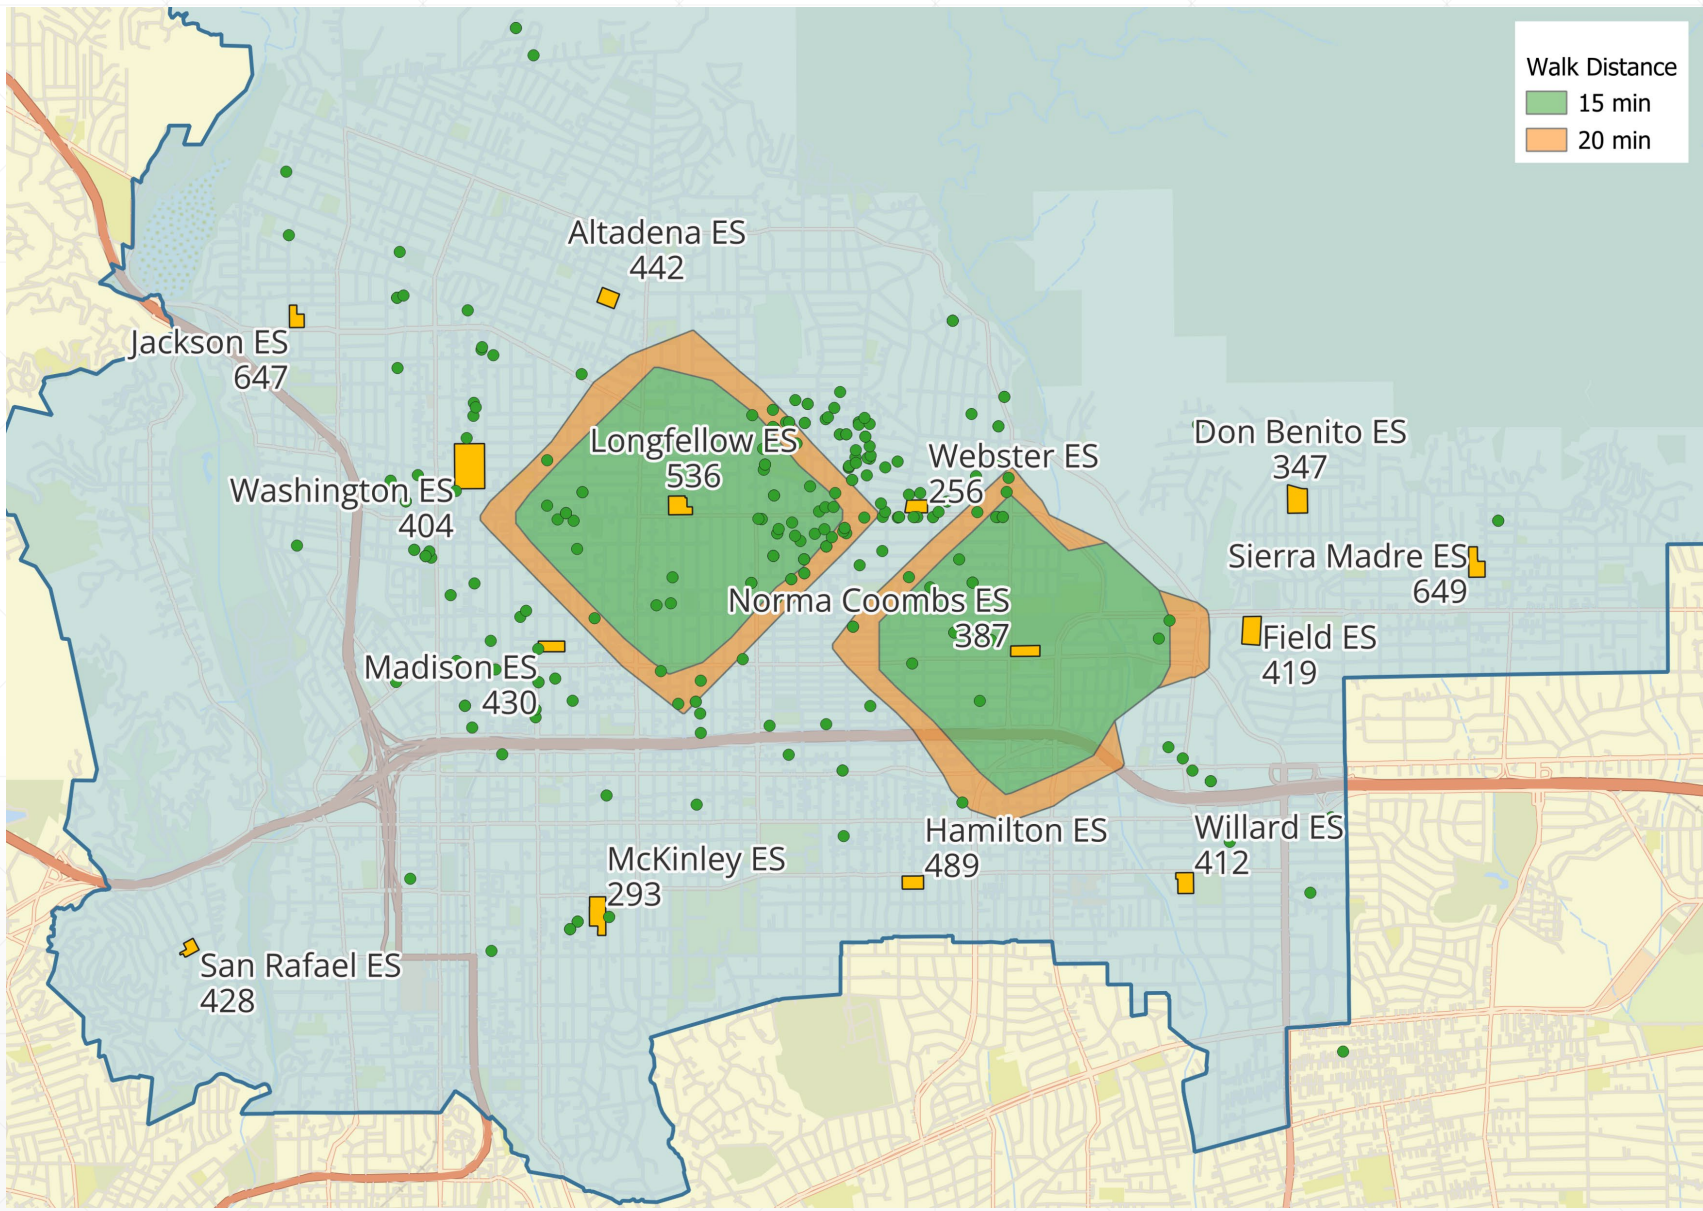 Walk Distance
15 min
20 min
Altadena ES
442
Jackson ES
647
Longfellow ES
536
Washington ES
404
Webster ES
256
Don Benito ES
347
Sierra Madre ES
649
Norma Coombs ES
387
Field ES
419
Madison ES
430
Hamilton ES
489
Willard ES
412
McKinley ES
293
San Rafael ES
428